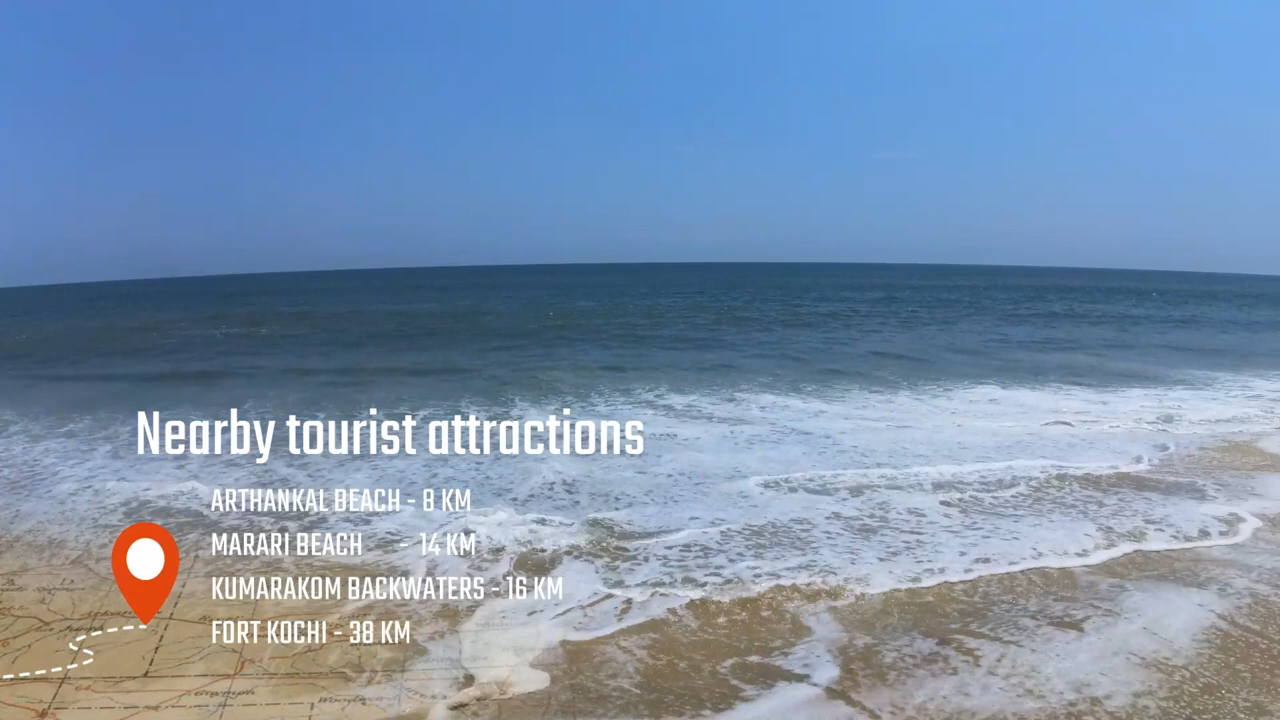 Nearby tourist attractions
ARTHANKAL BEACH - 8 KM
MARARI BEACH - 14 KM
KUMARAKOM BACKWATERS - 16 KM
FORT KOCHI - 38 KM